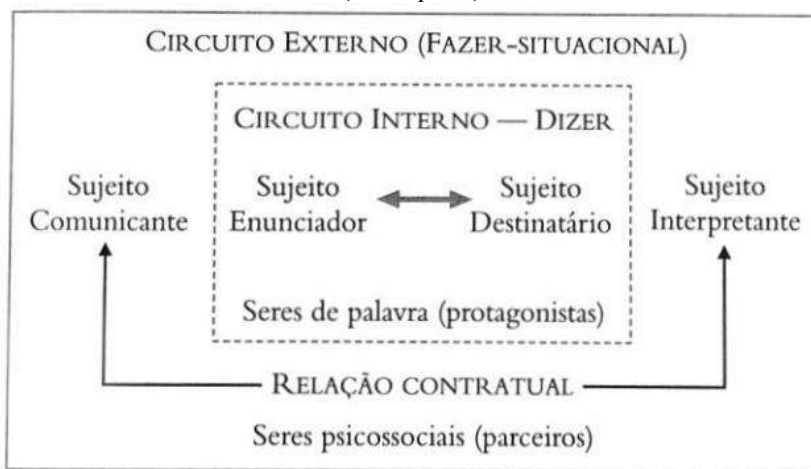 CIRCUITO EXTERNO (FAZER-SITUACIONAL)
CIRCUITO INTERNO — DIZER
Sujeito Comunicante
Sujeito Enunciador
Sujeito Destinatário
Sujeito Interpretante
Seres de palavra (protagonistas)
RELAÇÃO CONTRATUAL
Seres psicossociais (parceiros)